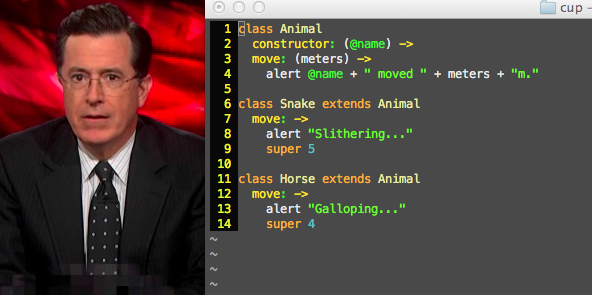 cup -
1 class Animal
2   constructor: (@name) ->
3   move: (meters) ->
4     alert @name + " moved " + meters + "m."
5
6 class Snake extends Animal
7   move: ->
8     alert "Slithering..."
9     super 5
10
11 class Horse extends Animal
12   move: ->
13     alert "Galloping..."
14     super 4
~
~
~
~